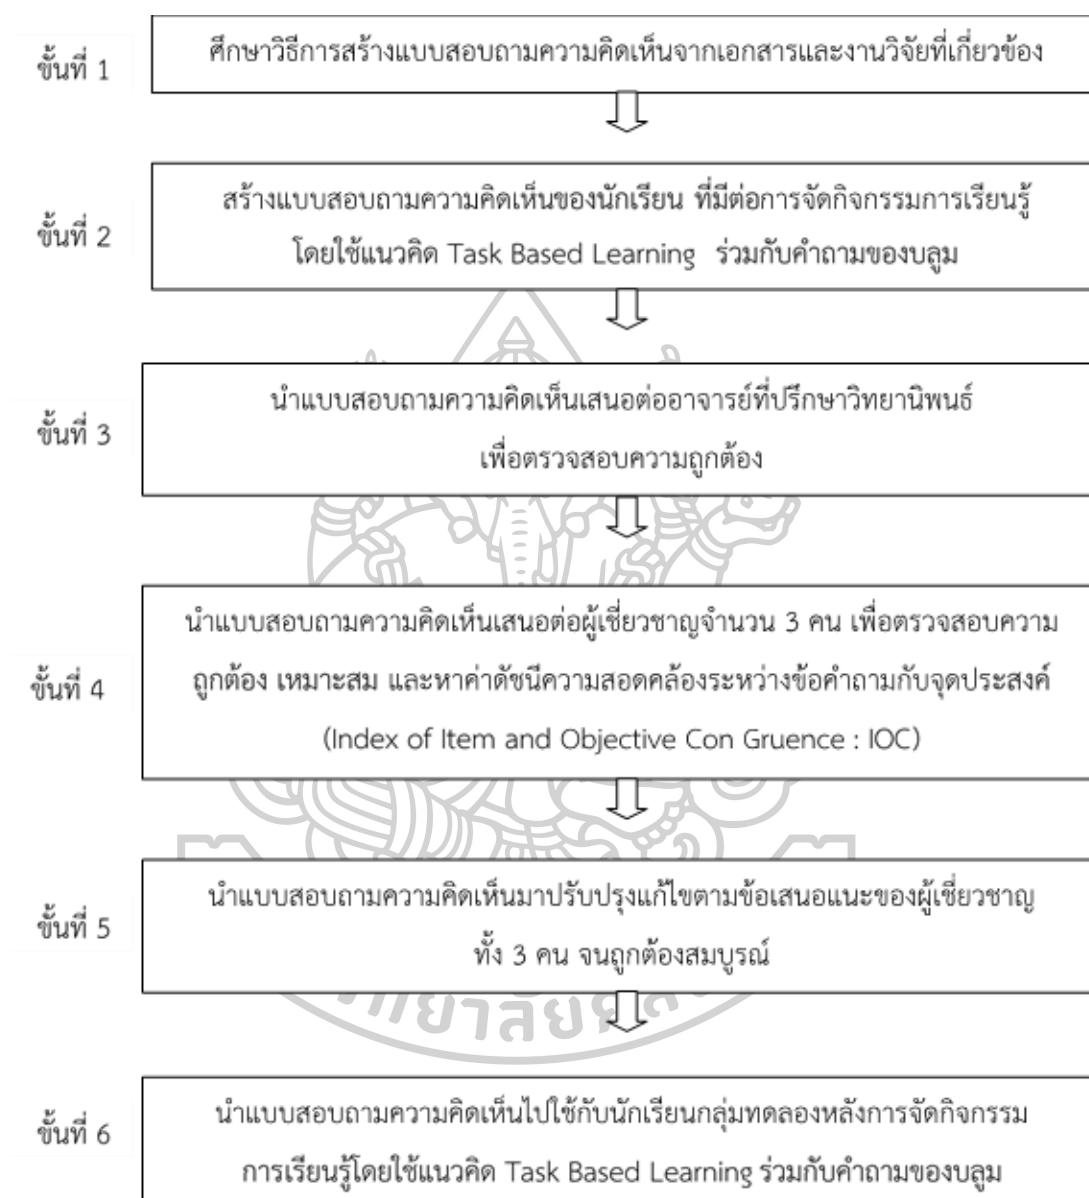 ขั้นที่ 1
ศึกษาวิธีการสร้างแบบสอบถามความคิดเห็นจากเอกสารและงานวิจัยที่เกี่ยวข้อง
ขั้นที่ 2
สร้างแบบสอบถามความคิดเห็นของนักเรียน ที่มีต่อการจัดกิจกรรมการเรียนรู้
โดยใช้แนวคิด Task Based Learning ร่วมกับคำถามของบลูม
ขั้นที่ 3
นำแบบสอบถามความคิดเห็นเสนอต่ออาจารย์ที่ปรึกษาวิทยานิพนธ์
เพื่อตรวจสอบความถูกต้อง
ขั้นที่ 4
นำแบบสอบถามความคิดเห็นเสนอต่อผู้เชี่ยวชาญจำนวน 3 คน เพื่อตรวจสอบความ
ถูกต้อง เหมาะสม และหาค่าดัชนีความสอดคล้องระหว่างข้อคำถามกับจุดประสงค์
(Index of Item and Objective Con Gruence : IOC)
ขั้นที่ 5
นำแบบสอบถามความคิดเห็นมาปรับปรุงแก้ไขตามข้อเสนอแนะของผู้เชี่ยวชาญ
ทั้ง 3 คน จนถูกต้องสมบูรณ์
ขั้นที่ 6
นำแบบสอบถามความคิดเห็นไปใช้กับนักเรียนกลุ่มทดลองหลังการจัดกิจกรรม
การเรียนรู้โดยใช้แนวคิด Task Based Learning ร่วมกับคำถามของบลูม